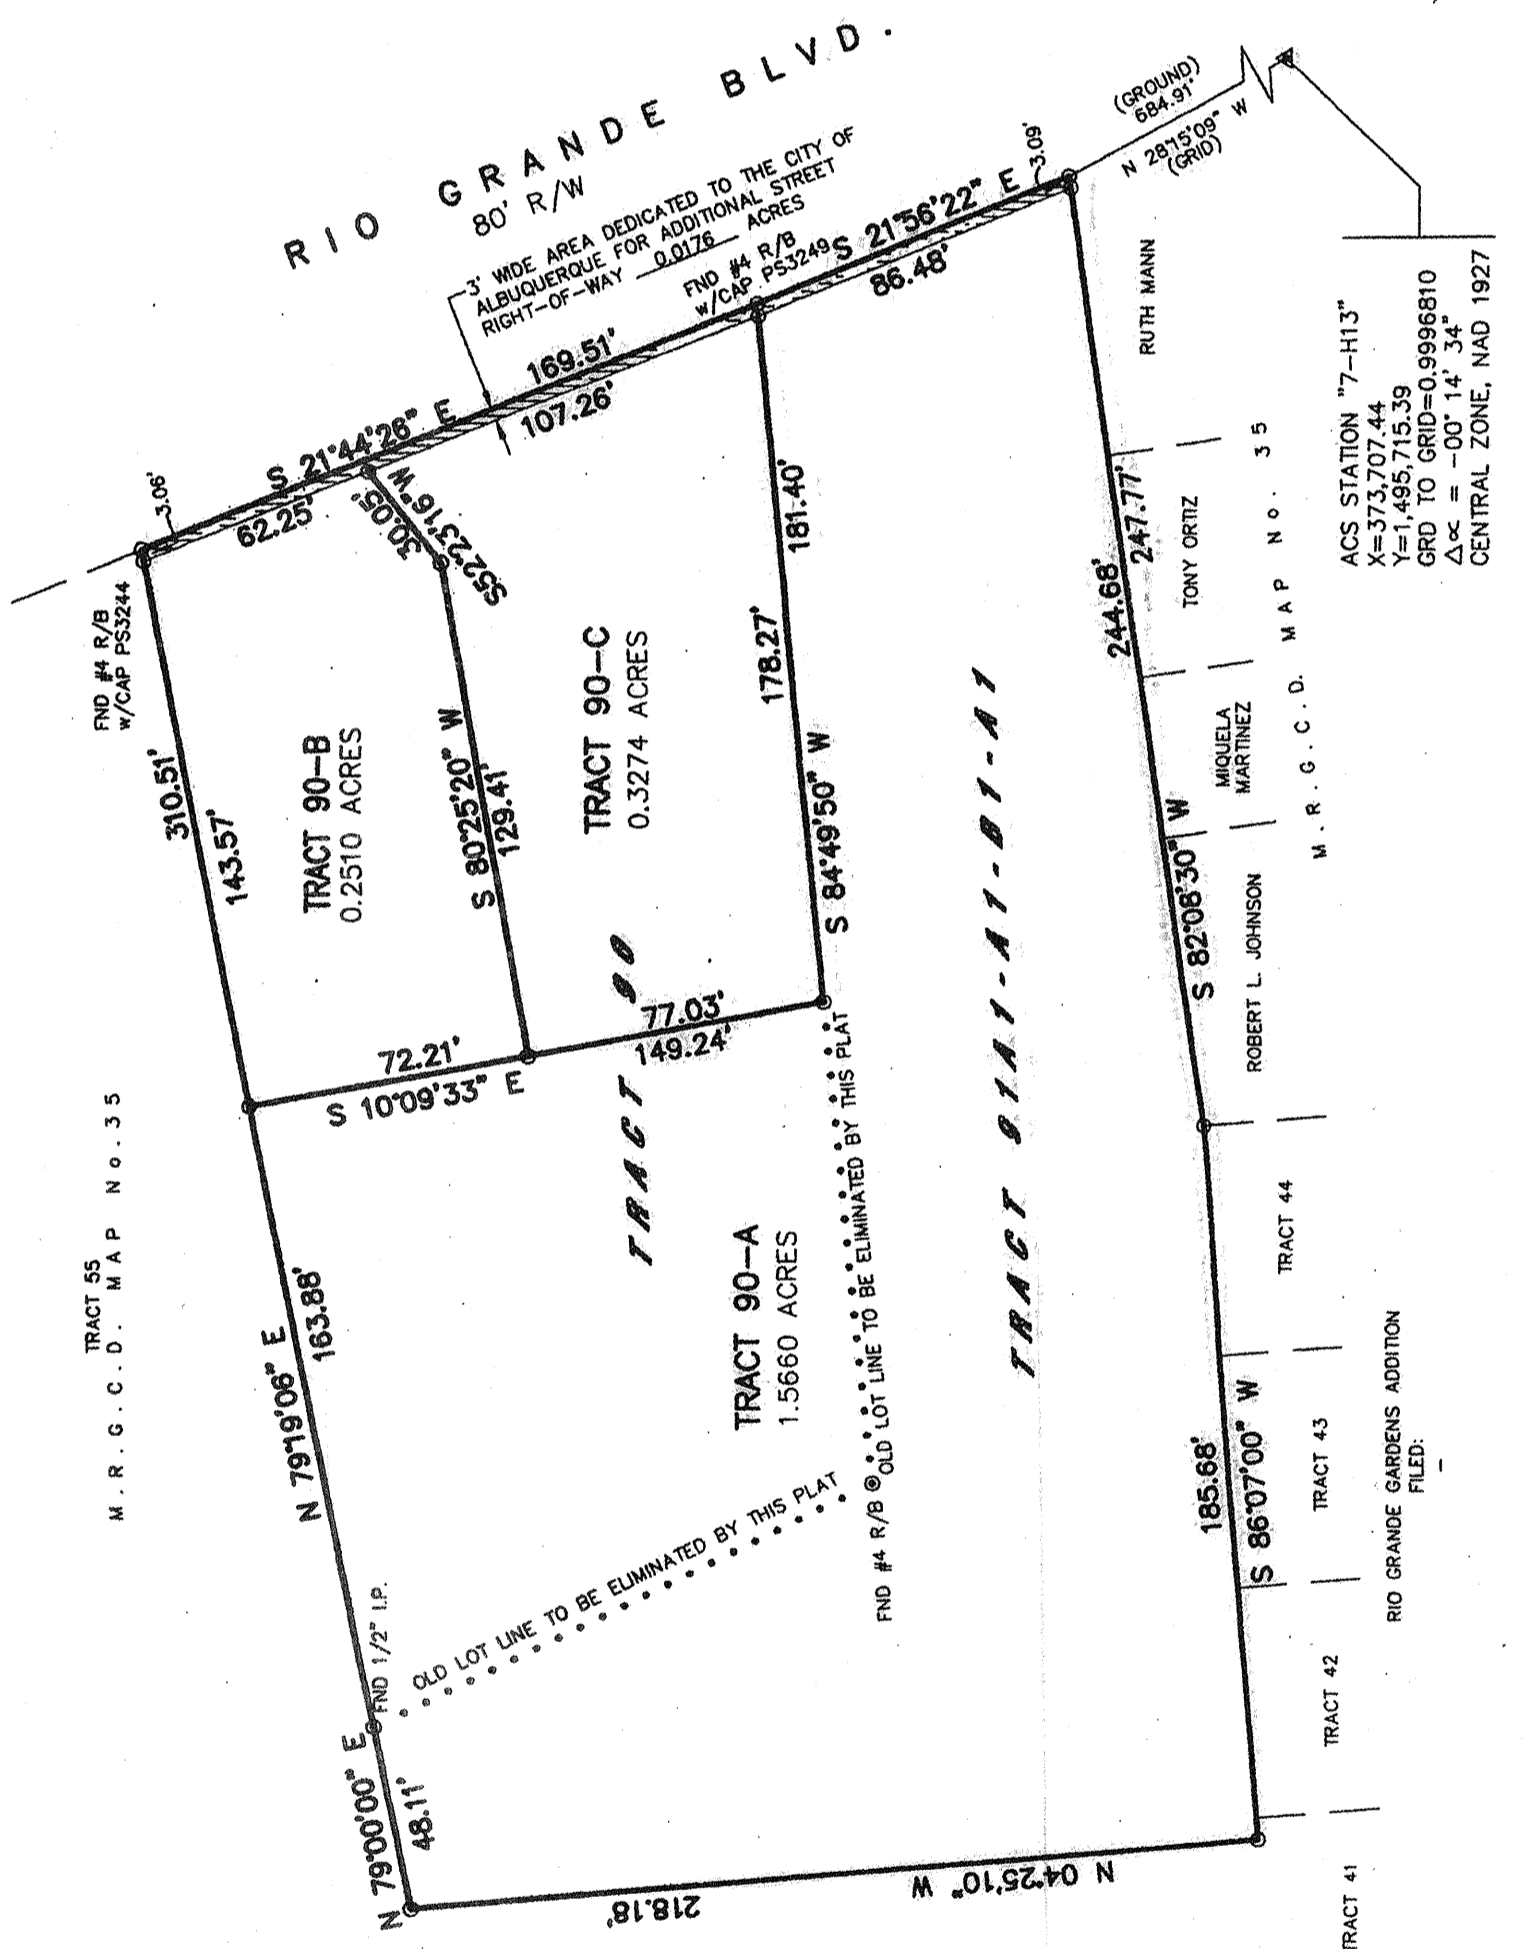 RIO GRANDE BLVD.
80' R/W
3' WIDE AREA DEDICATED TO THE CITY OF
ALBUQUERQUE FOR ADDITIONAL STREET
RIGHT-OF-WAY 0.0176 ACRES
FND #4 R/B
w/CAP PS3249
S 21°56'22" E
86.48'
3.09'
(GROUND)
684.91'
N 28°15'09" W
(GRID)
169.51'
107.26'
S 21°44'26" E
62.25'
3.06'
FND #4 R/B
w/CAP PS3244
30.05'
S52°23'16"W
310.51'
143.57'
TRACT 90-B
0.2510 ACRES
S 80°25'20" W
129.41'
TRACT 90-C
0.3274 ACRES
181.40'
178.27'
S 84°49'50" W
72.21'
S 10°09'33" E
77.03'
149.24'
TRACT 90
TRACT 55
M.R.G.C.D. MAP No.35
N 79°19'06" E
163.88'
FND 1/2" I.P.
N 79°00'00" E
48.11'
OLD LOT LINE TO BE ELIMINATED BY THIS PLAT
TRACT 90-A
1.5660 ACRES
FND #4 R/B
OLD LOT LINE TO BE ELIMINATED BY THIS PLAT
TRACT 91A1-A1-B1-A1
218.18'
N 04°25'10" W
244.68'
247.77'
S 82°08'30" W
185.68'
S 86°07'00" W
RUTH MANN
TONY ORTIZ
MIQUELA
MARTINEZ
ROBERT L. JOHNSON
M.R.G.C.D. MAP No. 35
TRACT 44
TRACT 43
TRACT 42
TRACT 41
RIO GRANDE GARDENS ADDITION
FILED:
ACS STATION "7-H13"
X=373,707.44
Y=1,495,715.39
GRD TO GRID=0.9996810
Δ∝ = -00° 14' 34"
CENTRAL ZONE, NAD 1927